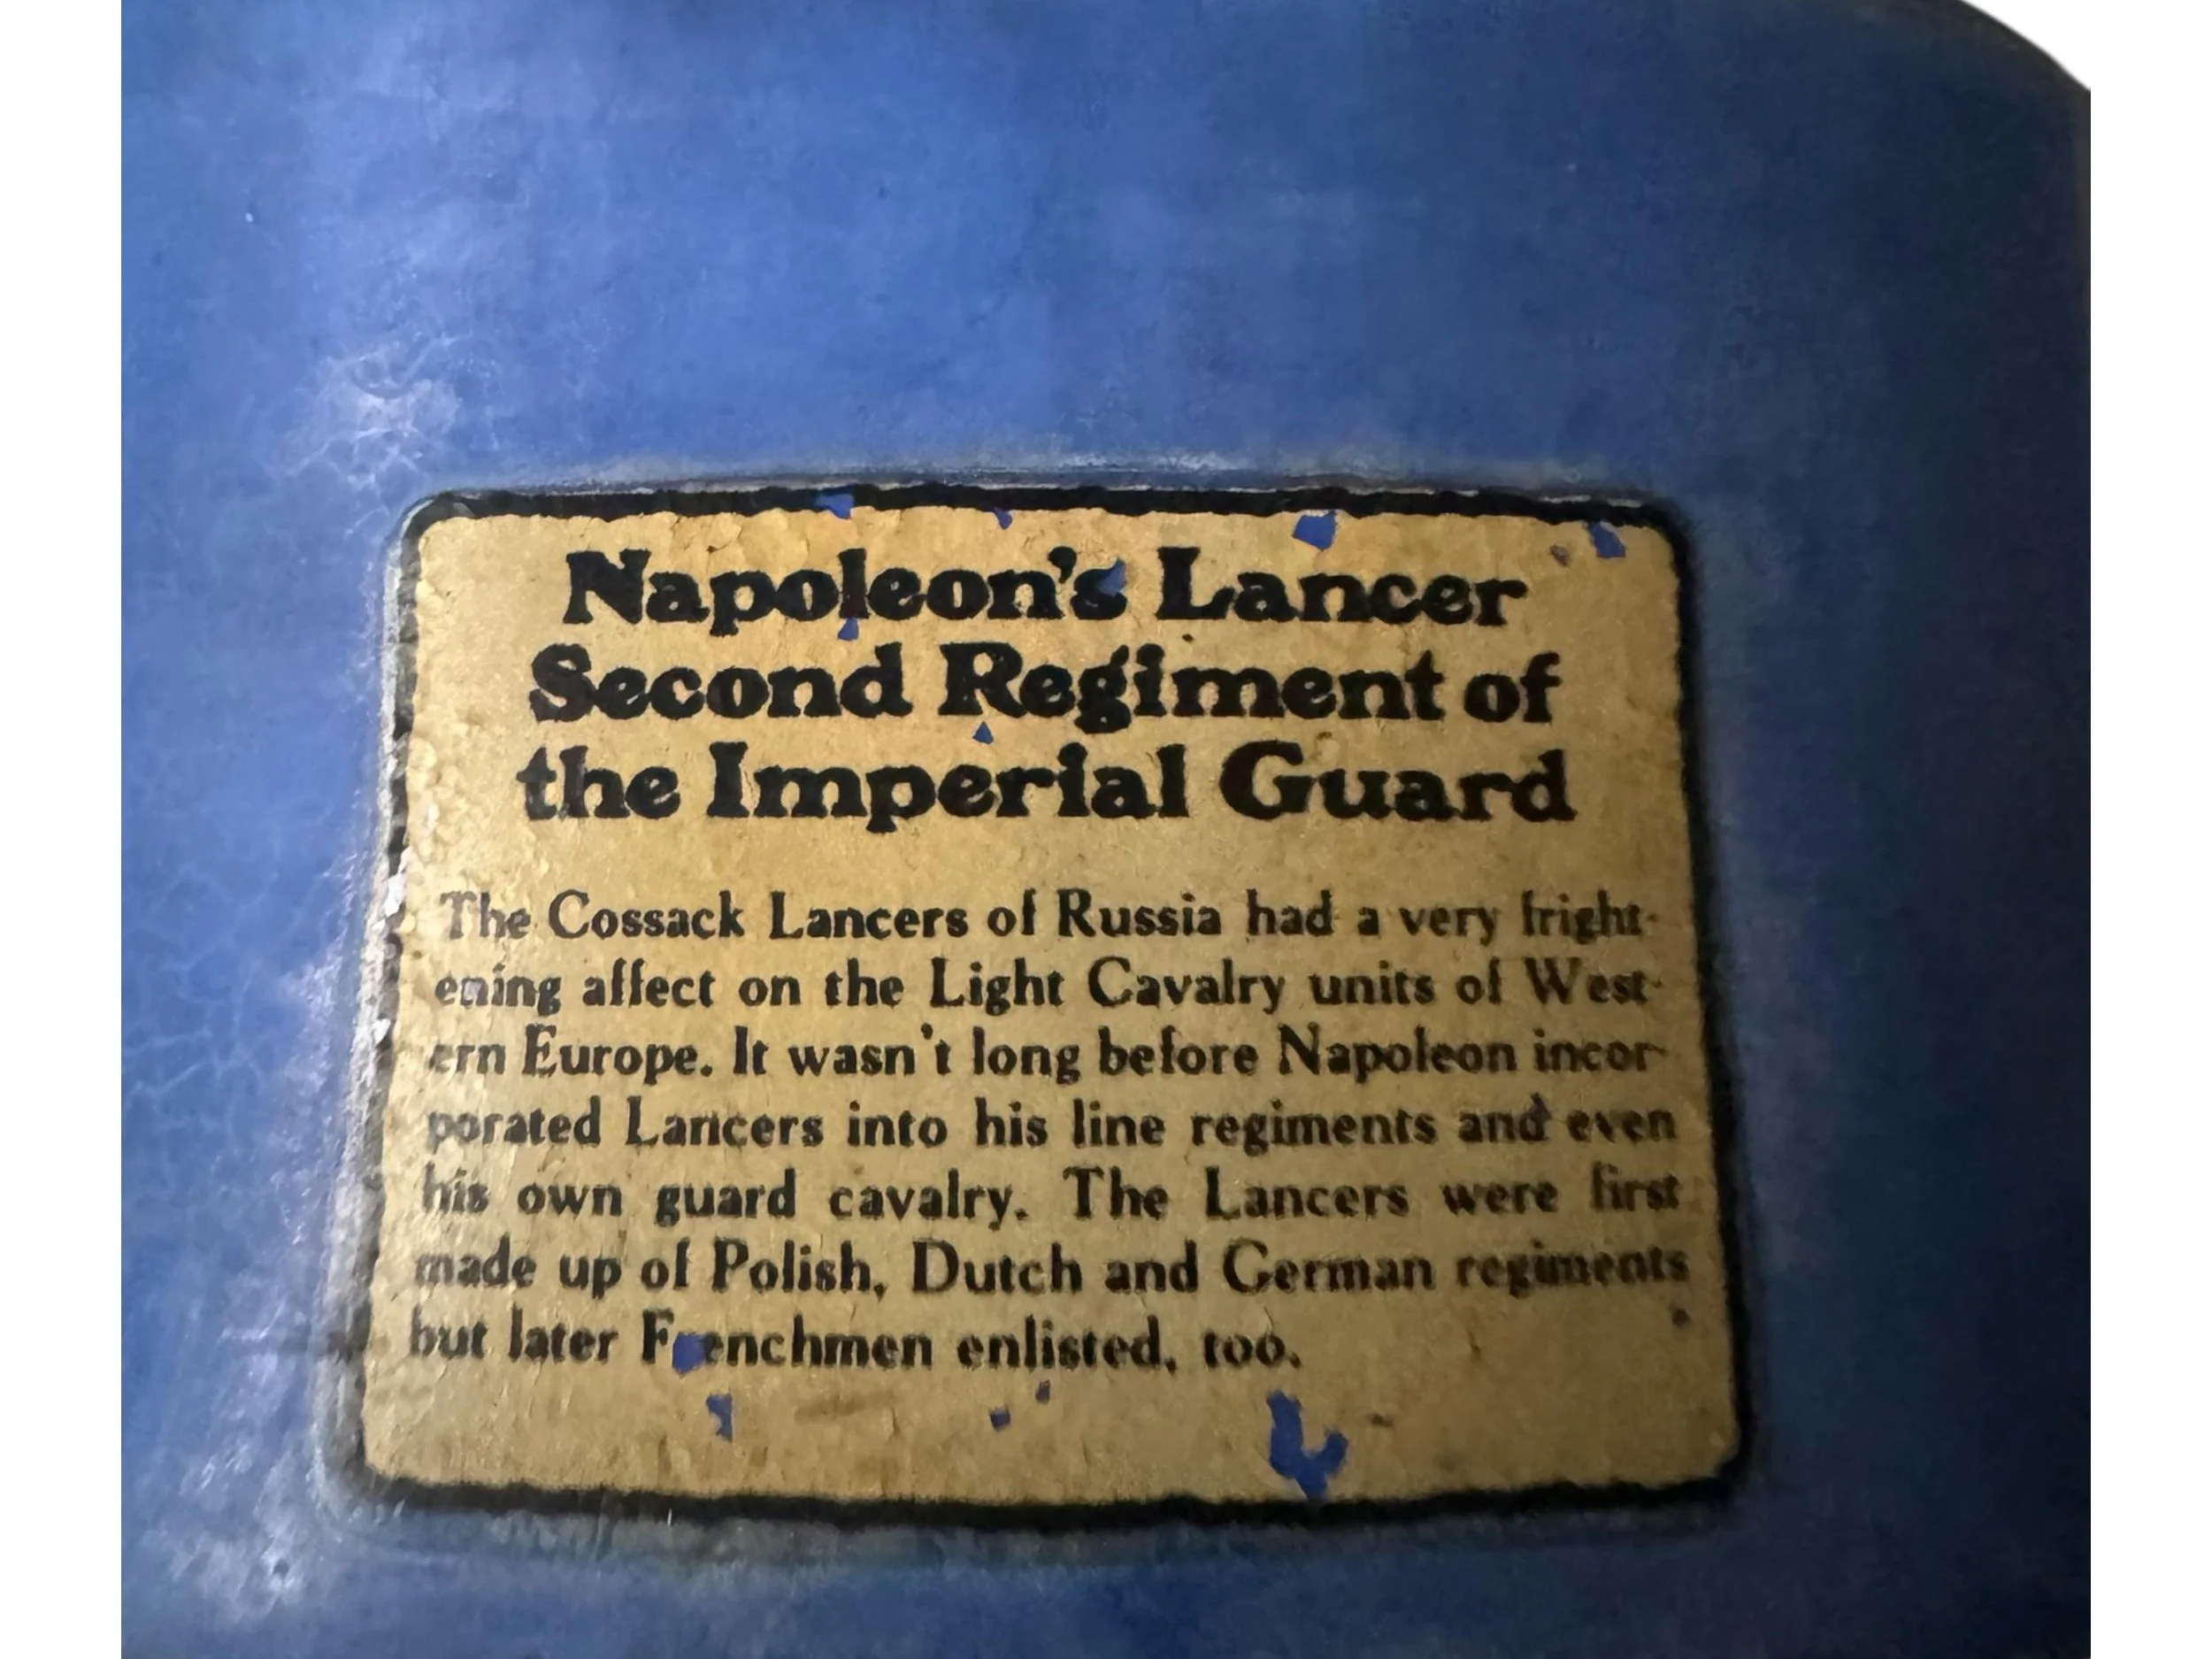 Napoleon's Lancer
Second Regiment of
the Imperial Guard
The Cossack Lancers of Russia had a very fright-
ening affect on the Light Cavalry units of West-
ern Europe. It wasn't long before Napoleon incor-
porated Lancers into his line regiments and even
his own guard cavalry. The Lancers were first
made up of Polish, Dutch and German regiments
but later Frenchmen enlisted, too.